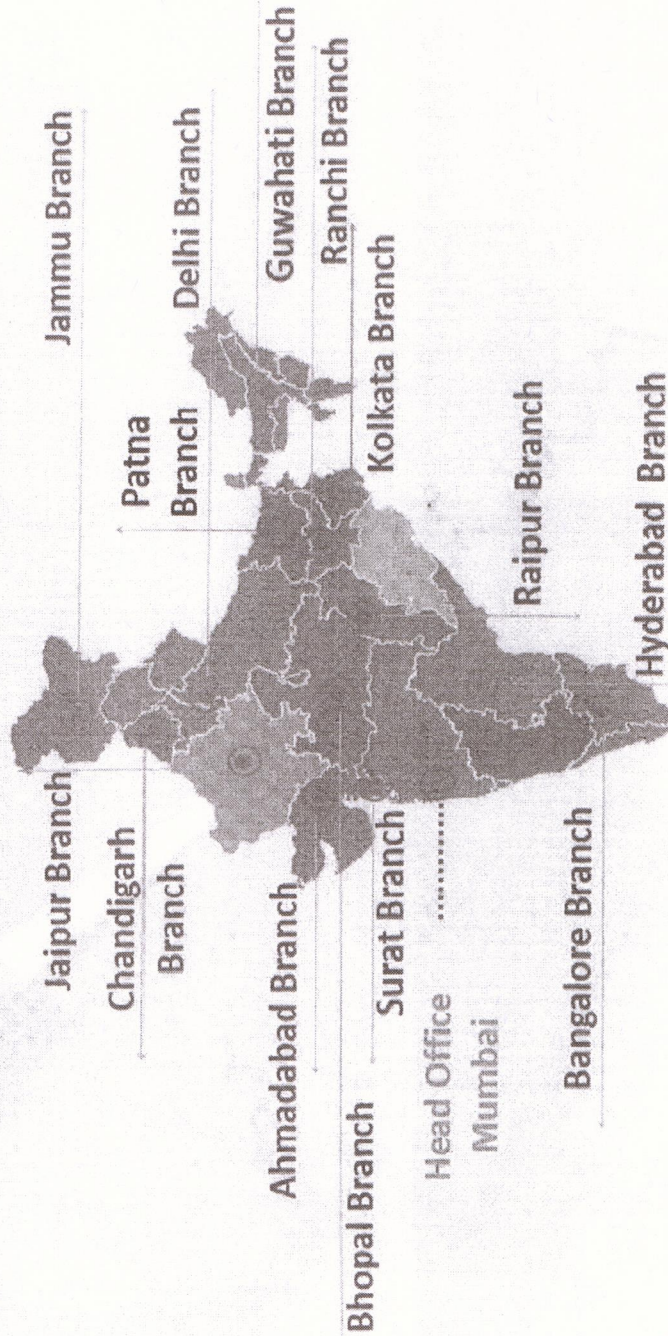 Jammu Branch
Jaipur Branch
Chandigarh
Branch
Patna
Branch
Delhi Branch
Guwahati Branch
Ranchi Branch
Ahmadabad Branch
Bhopal Branch
Surat Branch
Kolkata Branch
Head Office
Mumbai
Raipur Branch
Bangalore Branch
Hyderabad Branch